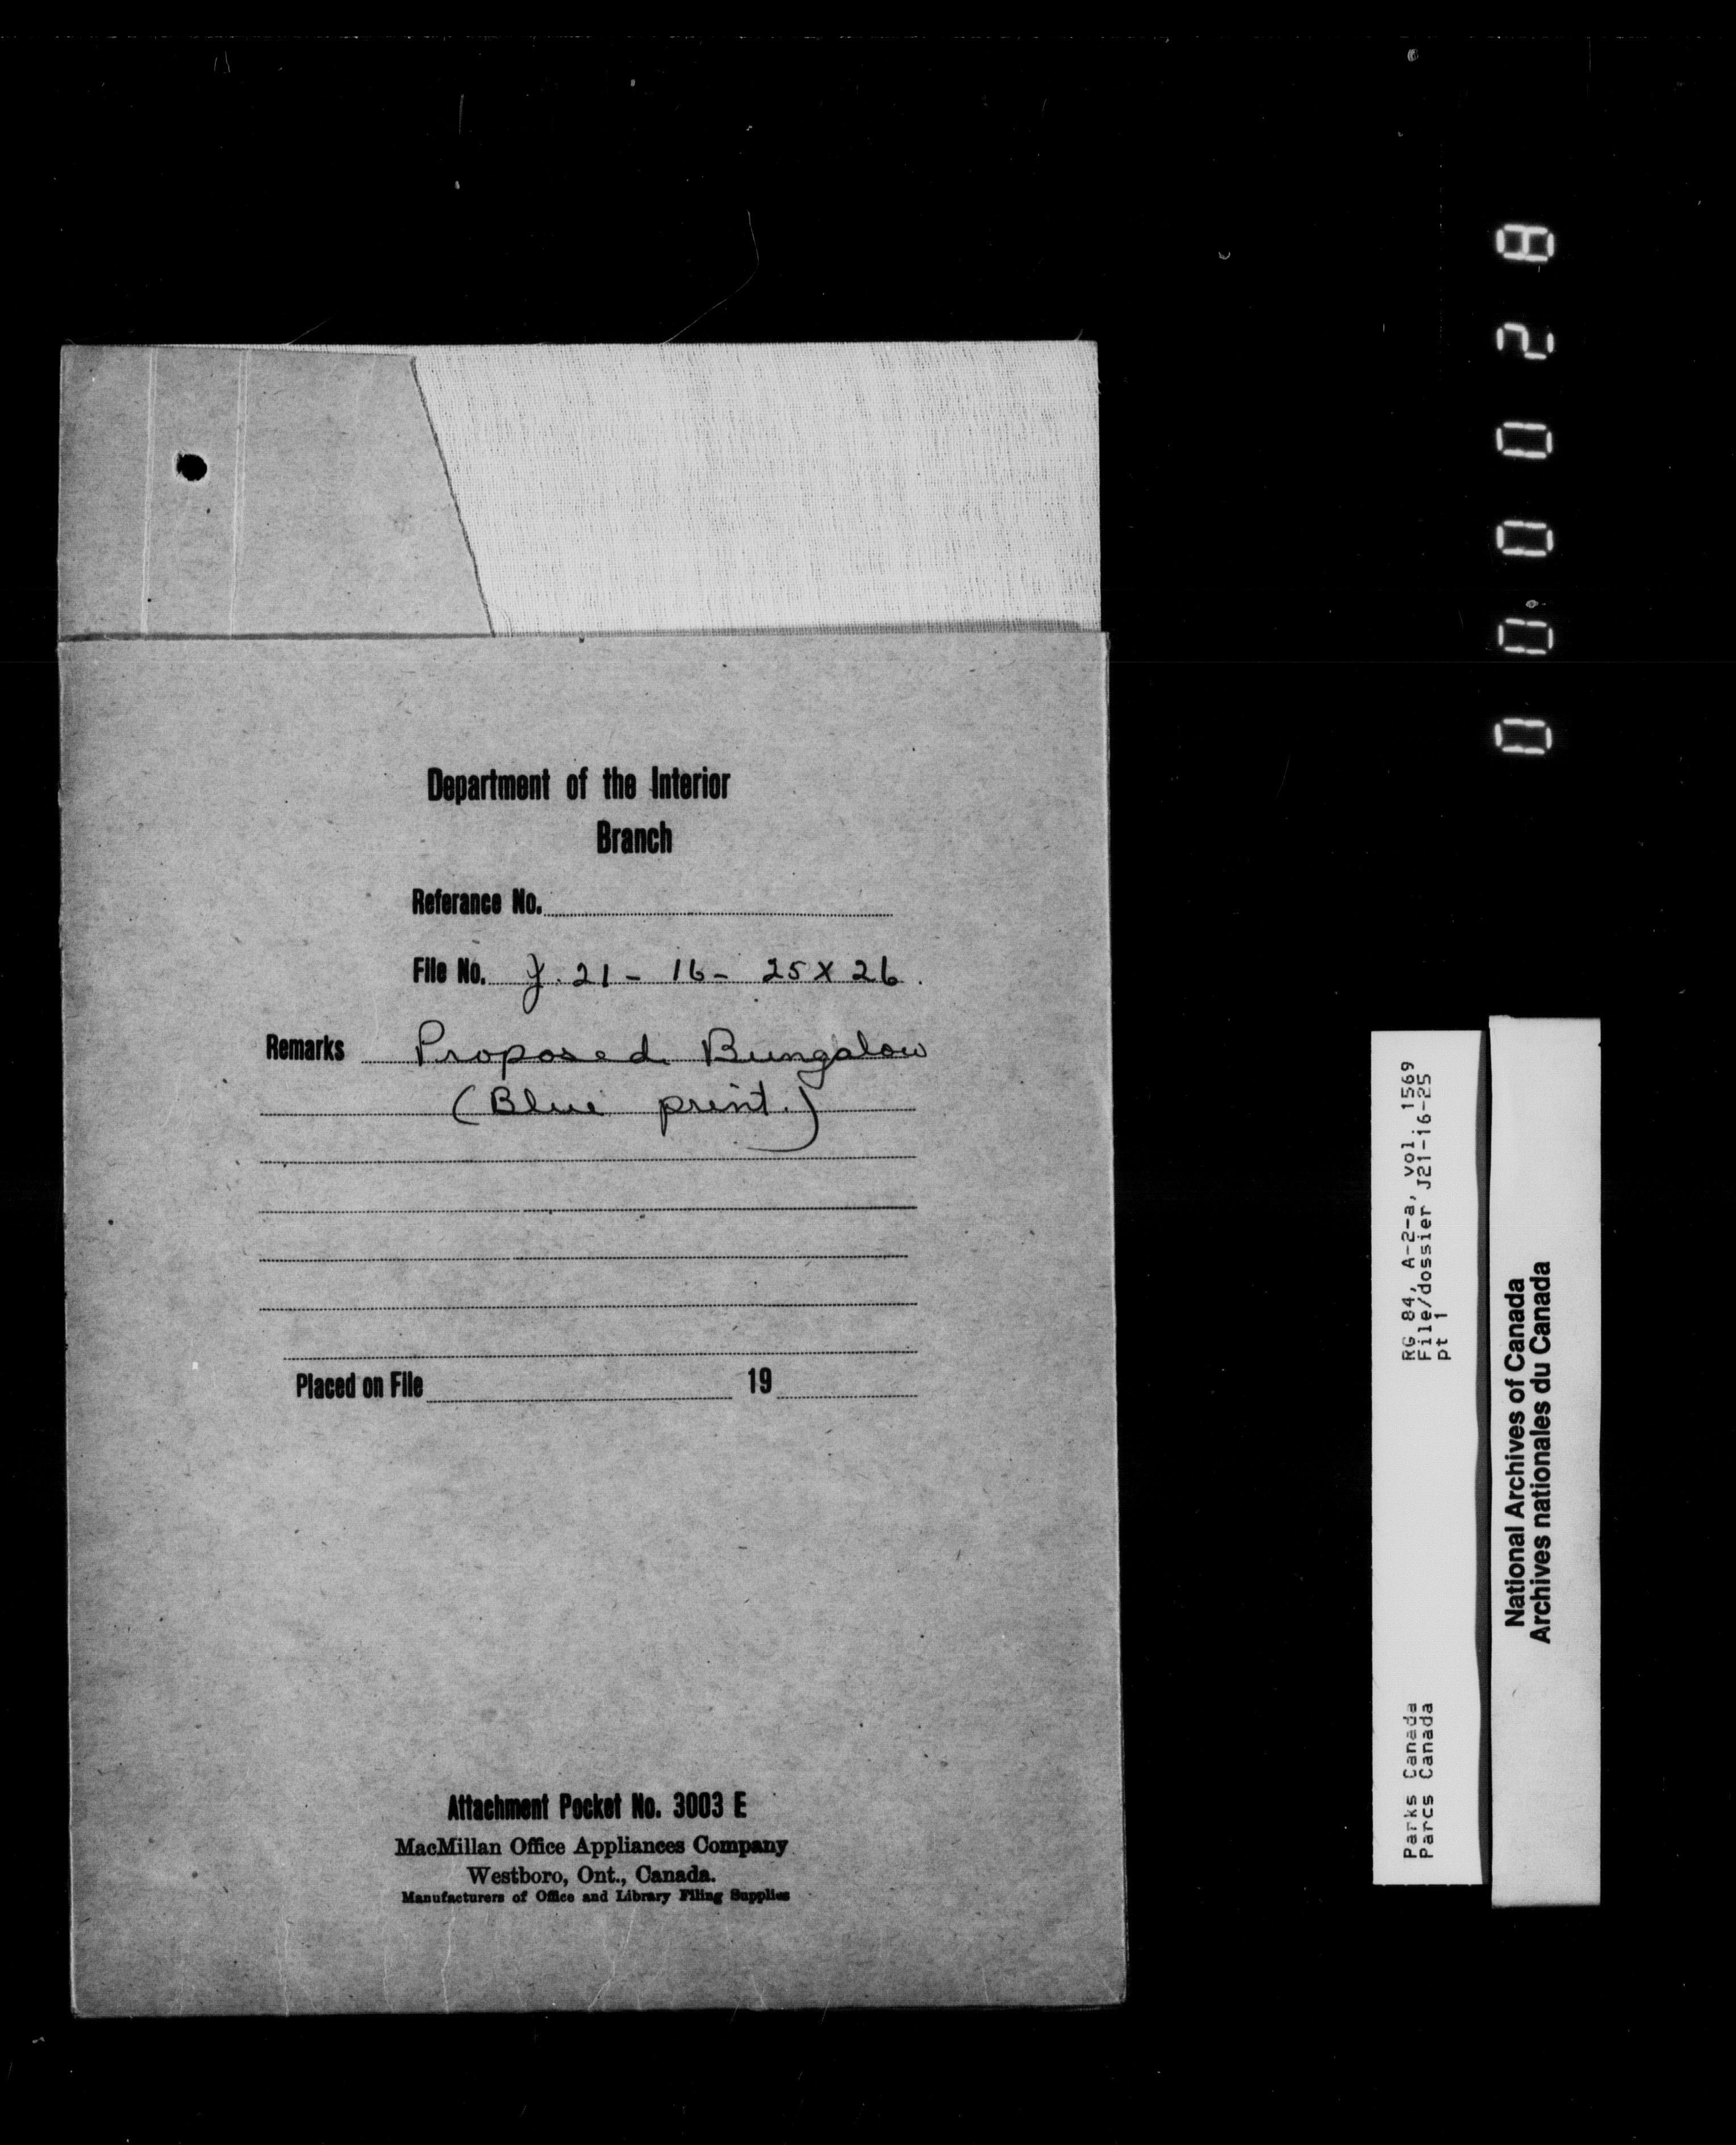 Department of the Interior
Branch
Referance No.
File No. J. 21 - 16 - 25 X 26.
Remarks Proposed Bungalow
(Blue print.)
Placed on File 19
Attachment Pocket No. 3003 E
MacMillan Office Appliances Company
Westboro, Ont., Canada.
Manufacturers of Office and Library Filing Supplies
000028
RG 84, A-2-a, vol. 1569
File/dossier J21-16-25
pt 1
Parks Canada
Parcs Canada
National Archives of Canada
Archives nationales du Canada